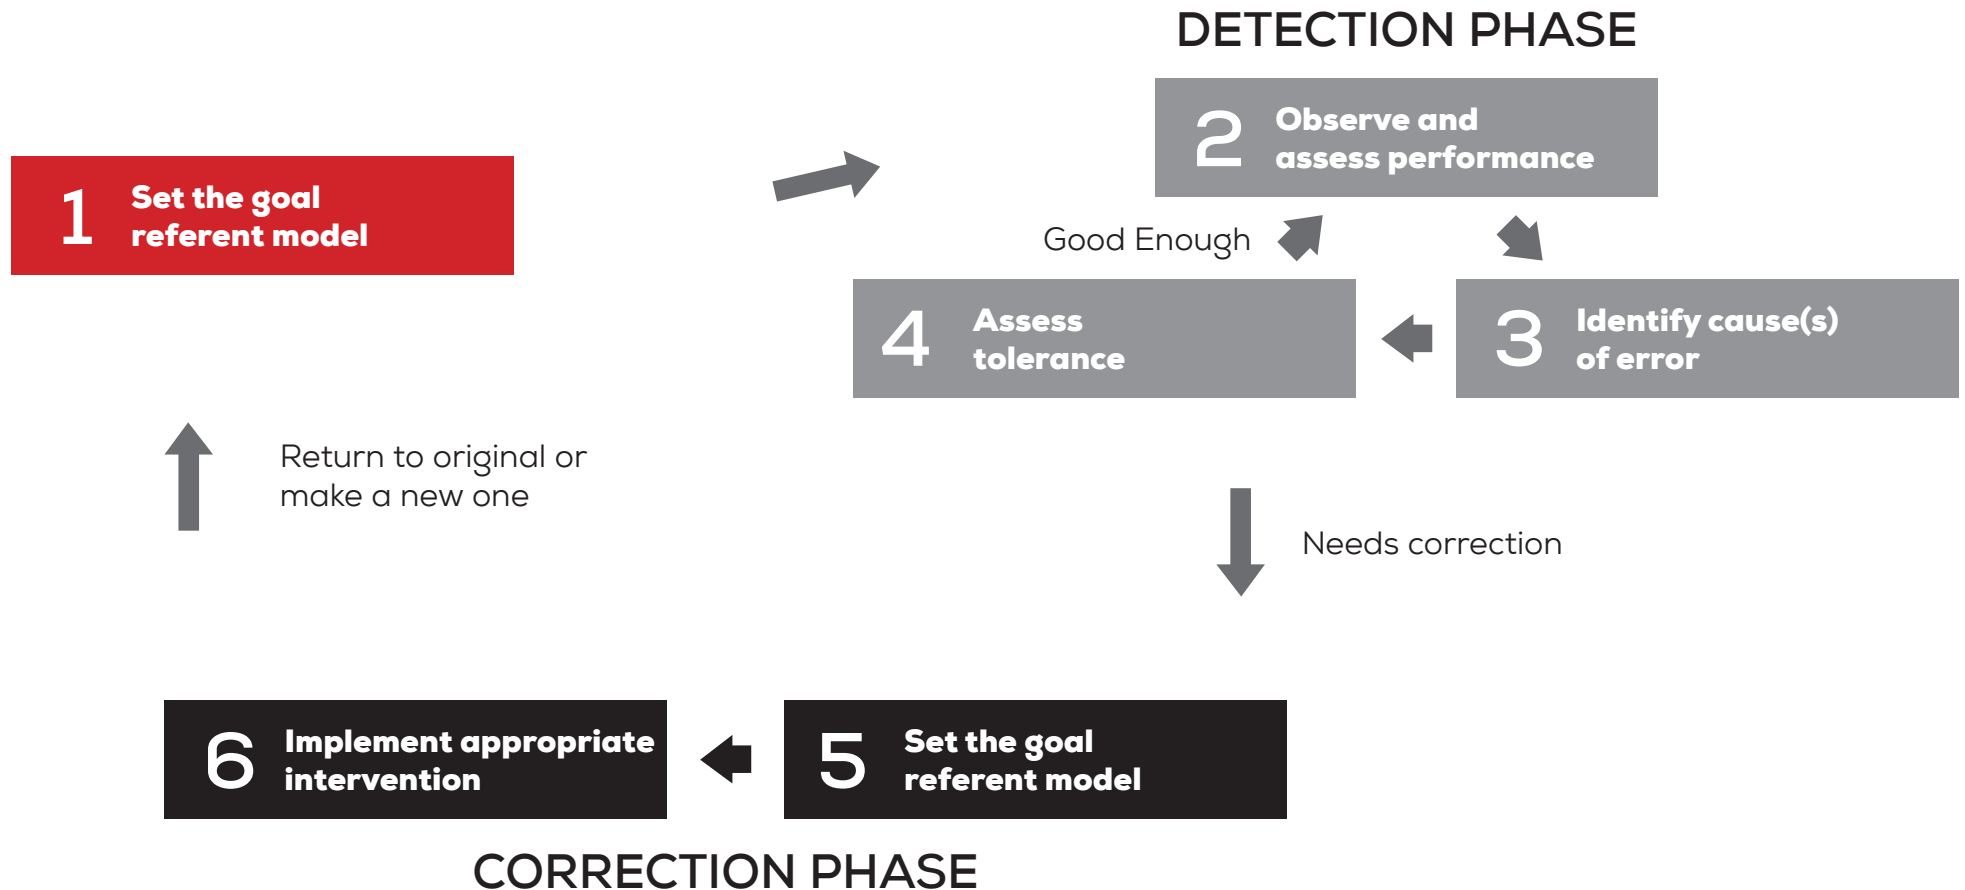 DETECTION PHASE
1
Set the goal
referent model
2
Observe and
assess performance
Good Enough
4
Assess
tolerance
3
Identify cause(s)
of error
Return to original or
make a new one
Needs correction
6
Implement appropriate
intervention
5
Set the goal
referent model
CORRECTION PHASE